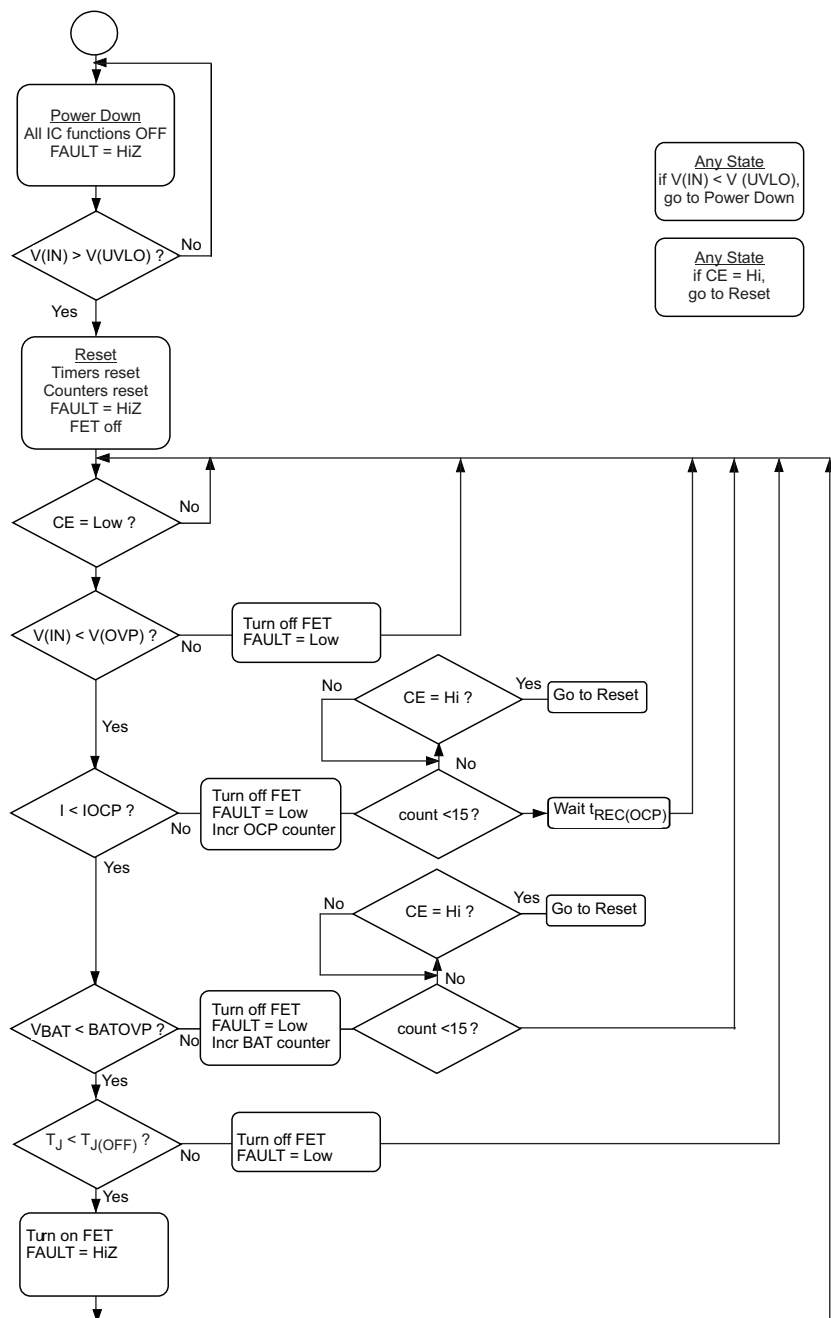 Power Down
All IC functions OFF
FAULT = HiZ
Any State
if V(IN) < V (UVLO),
go to Power Down
V(IN) > V(UVLO) ?
No
Any State
if CE = Hi,
go to Reset
Yes
Reset
Timers reset
Counters reset
FAULT = HiZ
FET off
CE = Low ?
No
V(IN) < V(OVP) ?
No
Turn off FET
FAULT = Low
Yes
No
CE = Hi ?
Yes
Go to Reset
No
I < IOCP ?
No
Turn off FET
FAULT = Low
Incr OCP counter
count <15 ?
Wait tREC(OCP)
Yes
No
CE = Hi ?
Yes
Go to Reset
No
VBAT < BATOVP ?
No
Turn off FET
FAULT = Low
Incr BAT counter
count <15 ?
Yes
TJ < TJ(OFF) ?
No
Turn off FET
FAULT = Low
Yes
Turn on FET
FAULT = HiZ